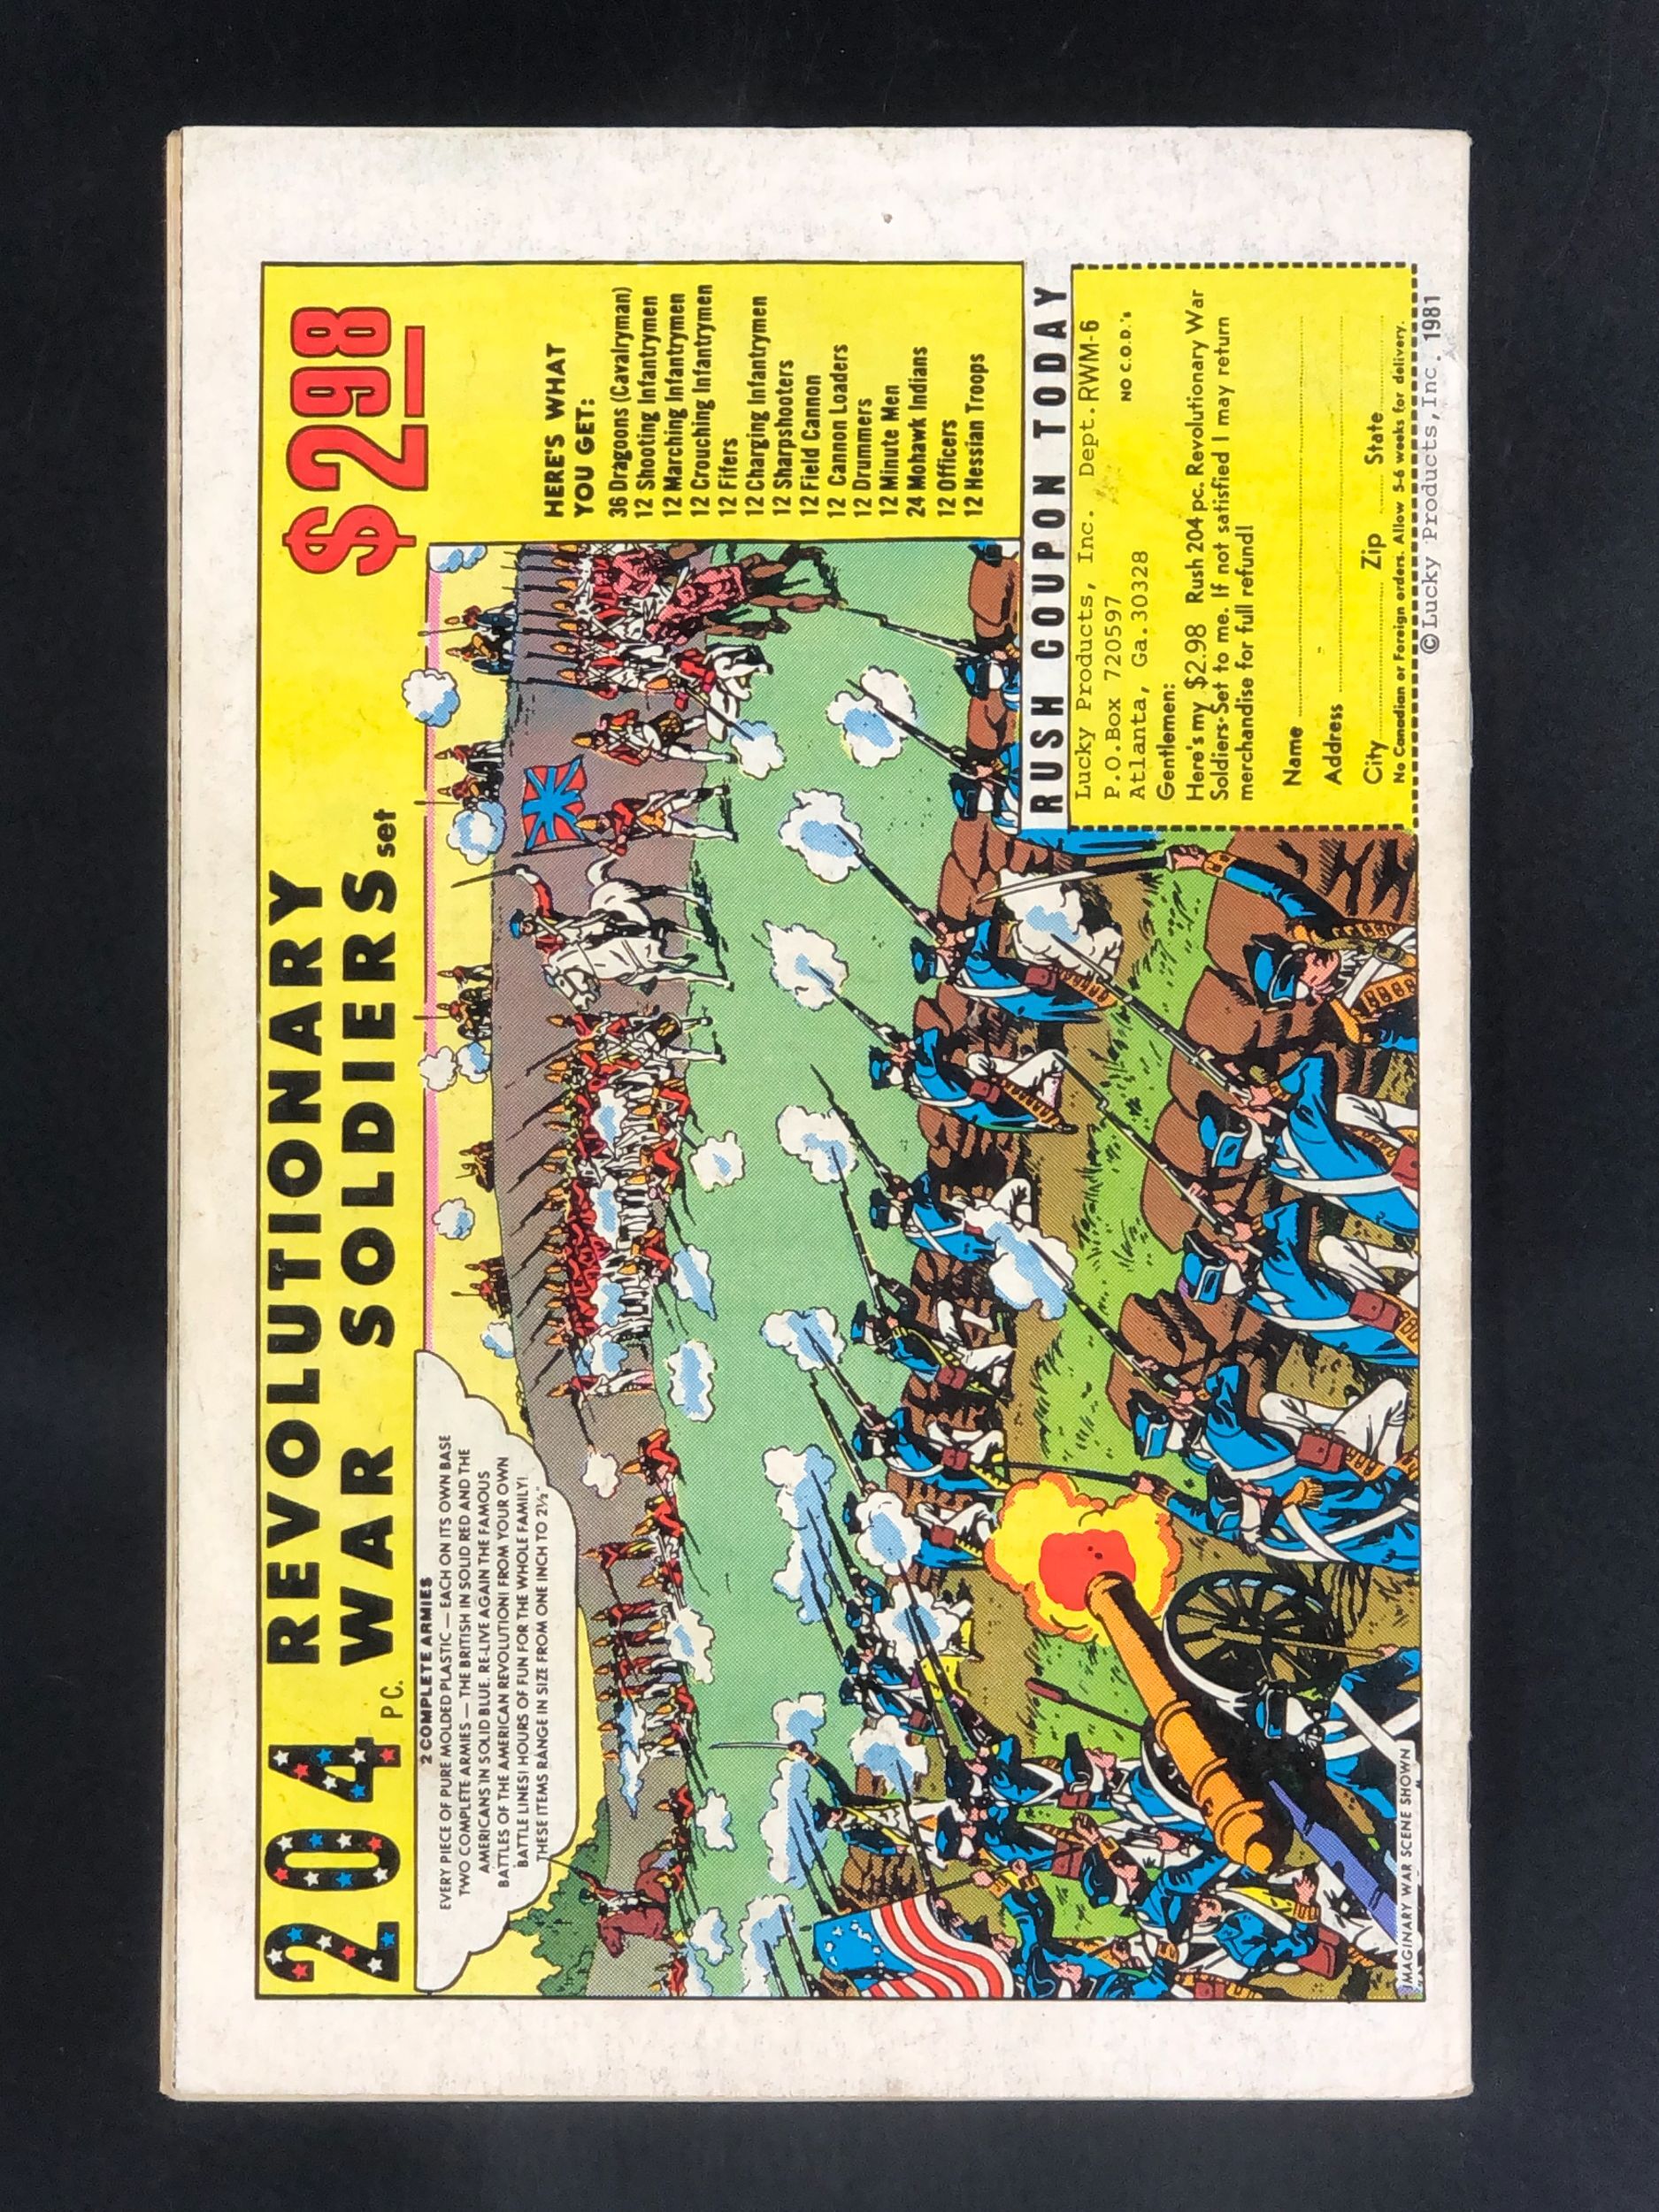 204 PC. REVOLUTIONARY
WAR SOLDIERS set
$2.98
2 COMPLETE ARMIES
EVERY PIECE OF PURE MOLDED PLASTIC — EACH ON ITS OWN BASE
TWO COMPLETE ARMIES — THE BRITISH IN SOLID RED AND THE
AMERICANS IN SOLID BLUE. RE-LIVE AGAIN THE FAMOUS
BATTLES OF THE AMERICAN REVOLUTION! FROM YOUR OWN
BATTLE LINES! HOURS OF FUN FOR THE WHOLE FAMILY!
THESE ITEMS RANGE IN SIZE FROM ONE INCH TO 2½"
HERE'S WHAT
YOU GET:
36 Dragoons (Cavalryman)
12 Shooting Infantrymen
12 Marching Infantrymen
12 Crouching Infantrymen
12 Fifers
12 Charging Infantrymen
12 Sharpshooters
12 Field Cannon
12 Cannon Loaders
12 Drummers
12 Minute Men
24 Mohawk Indians
12 Officers
12 Hessian Troops
RUSH COUPON TODAY
Lucky Products, Inc. Dept. RWM-6
P.O.Box 720597
NO C.O.D.'s
Atlanta, Ga. 30328
Gentlemen:
Here's my $2.98 Rush 204 pc. Revolutionary War
Soldiers Set to me. If not satisfied I may return
merchandise for full refund!
Name
Address
City Zip State
No Canadian or Foreign orders. Allow 5-6 weeks for delivery.
IMAGINARY WAR SCENE SHOWN
© Lucky Products, Inc. 1981